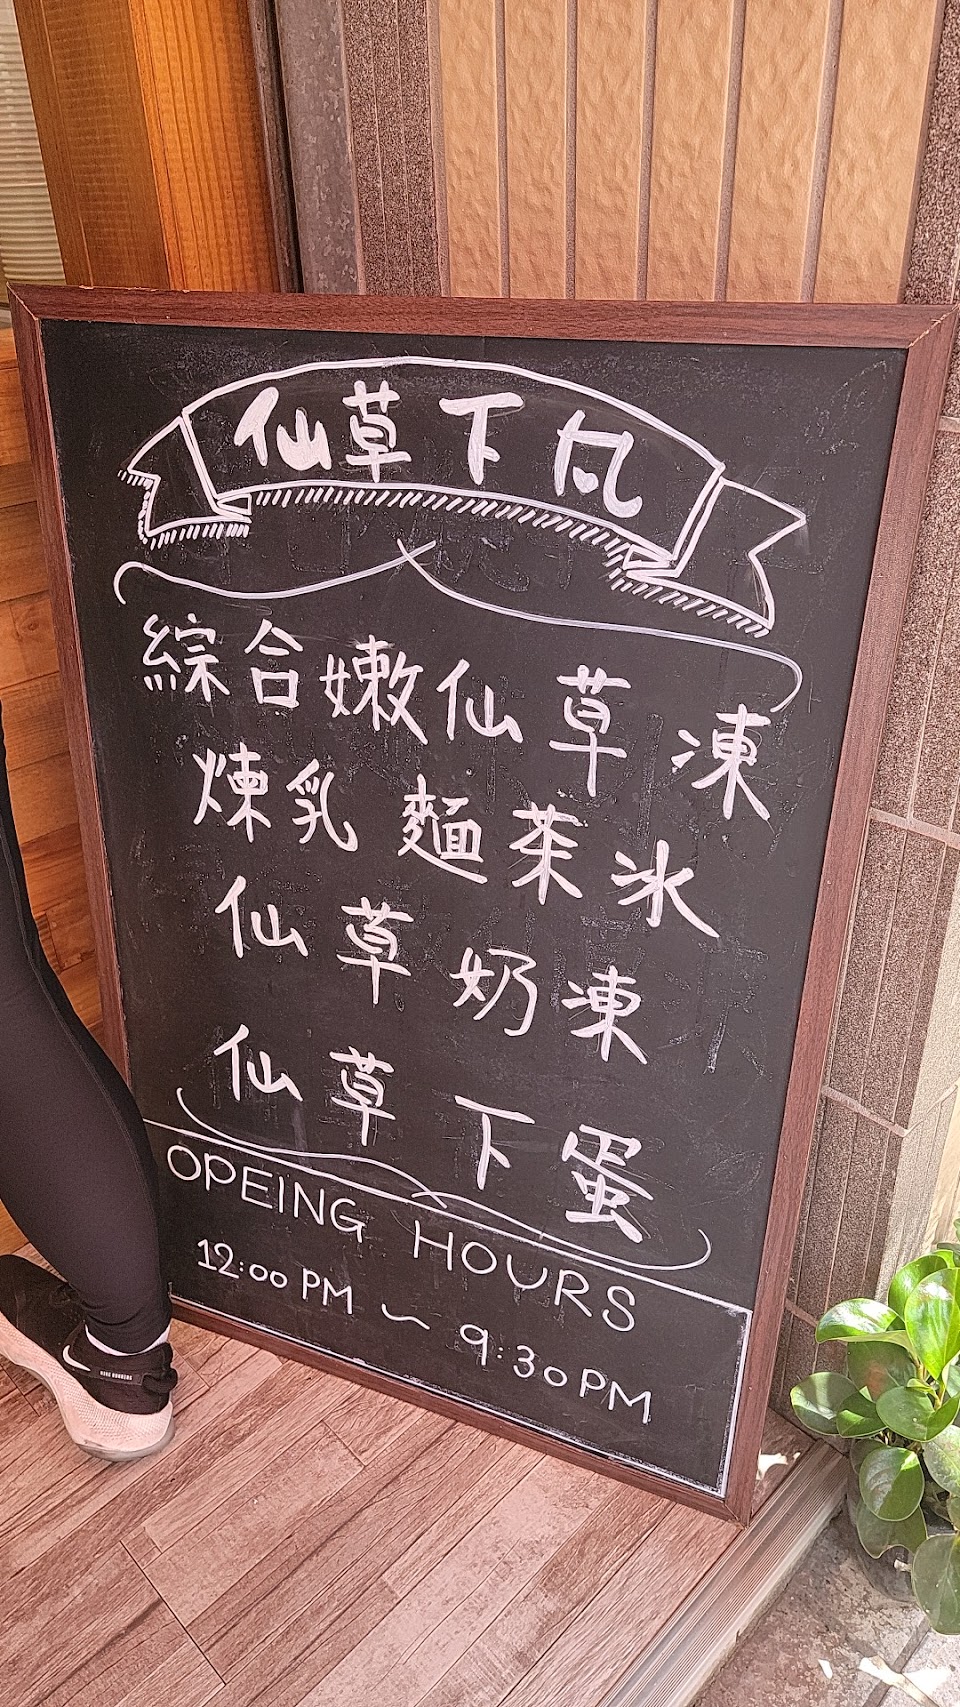 仙草下凡
綜合嫩仙草凍
煉乳麵茶冰
仙草奶凍
仙草下蛋
OPEING HOURS
12:00 PM ~ 9:30 PM